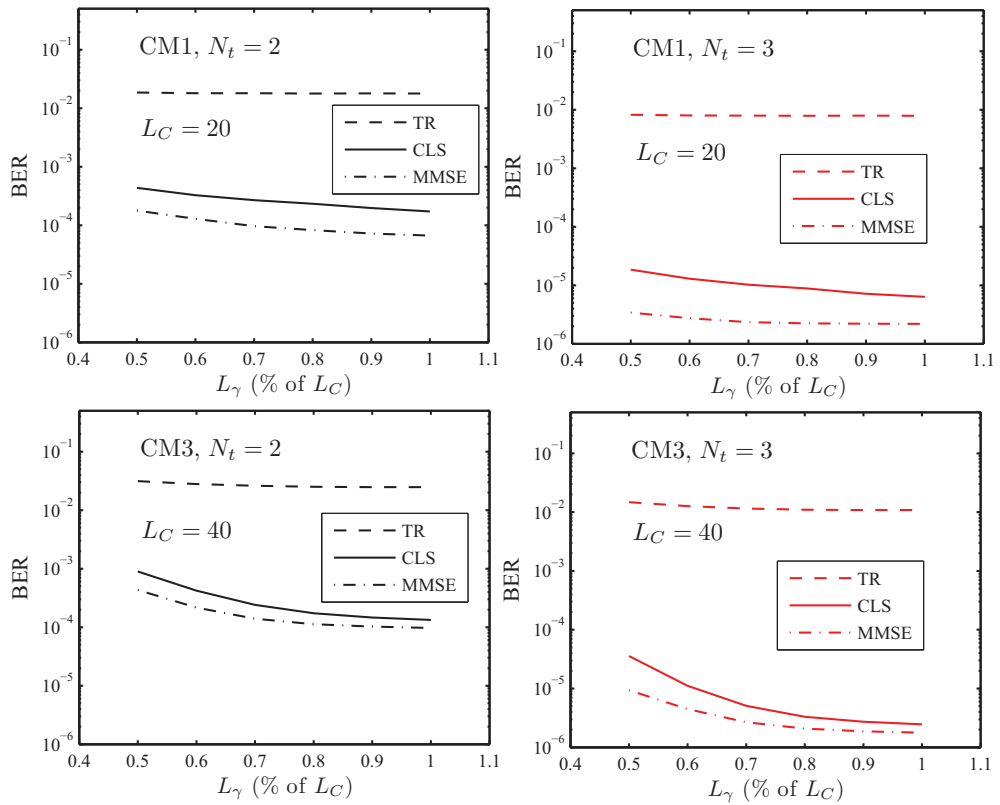 CM1, N_t = 2
L_C = 20
TR
CLS
MMSE
BER
10^{-1}
10^{-2}
10^{-3}
10^{-4}
10^{-5}
10^{-6}
0.4 0.5 0.6 0.7 0.8 0.9 1 1.1
L_γ (% of L_C)
CM1, N_t = 3
L_C = 20
TR
CLS
MMSE
BER
10^{-1}
10^{-2}
10^{-3}
10^{-4}
10^{-5}
10^{-6}
0.4 0.5 0.6 0.7 0.8 0.9 1 1.1
L_γ (% of L_C)
CM3, N_t = 2
L_C = 40
TR
CLS
MMSE
BER
10^{-1}
10^{-2}
10^{-3}
10^{-4}
10^{-5}
10^{-6}
0.4 0.5 0.6 0.7 0.8 0.9 1 1.1
L_γ (% of L_C)
CM3, N_t = 3
L_C = 40
TR
CLS
MMSE
BER
10^{-1}
10^{-2}
10^{-3}
10^{-4}
10^{-5}
10^{-6}
0.4 0.5 0.6 0.7 0.8 0.9 1 1.1
L_γ (% of L_C)